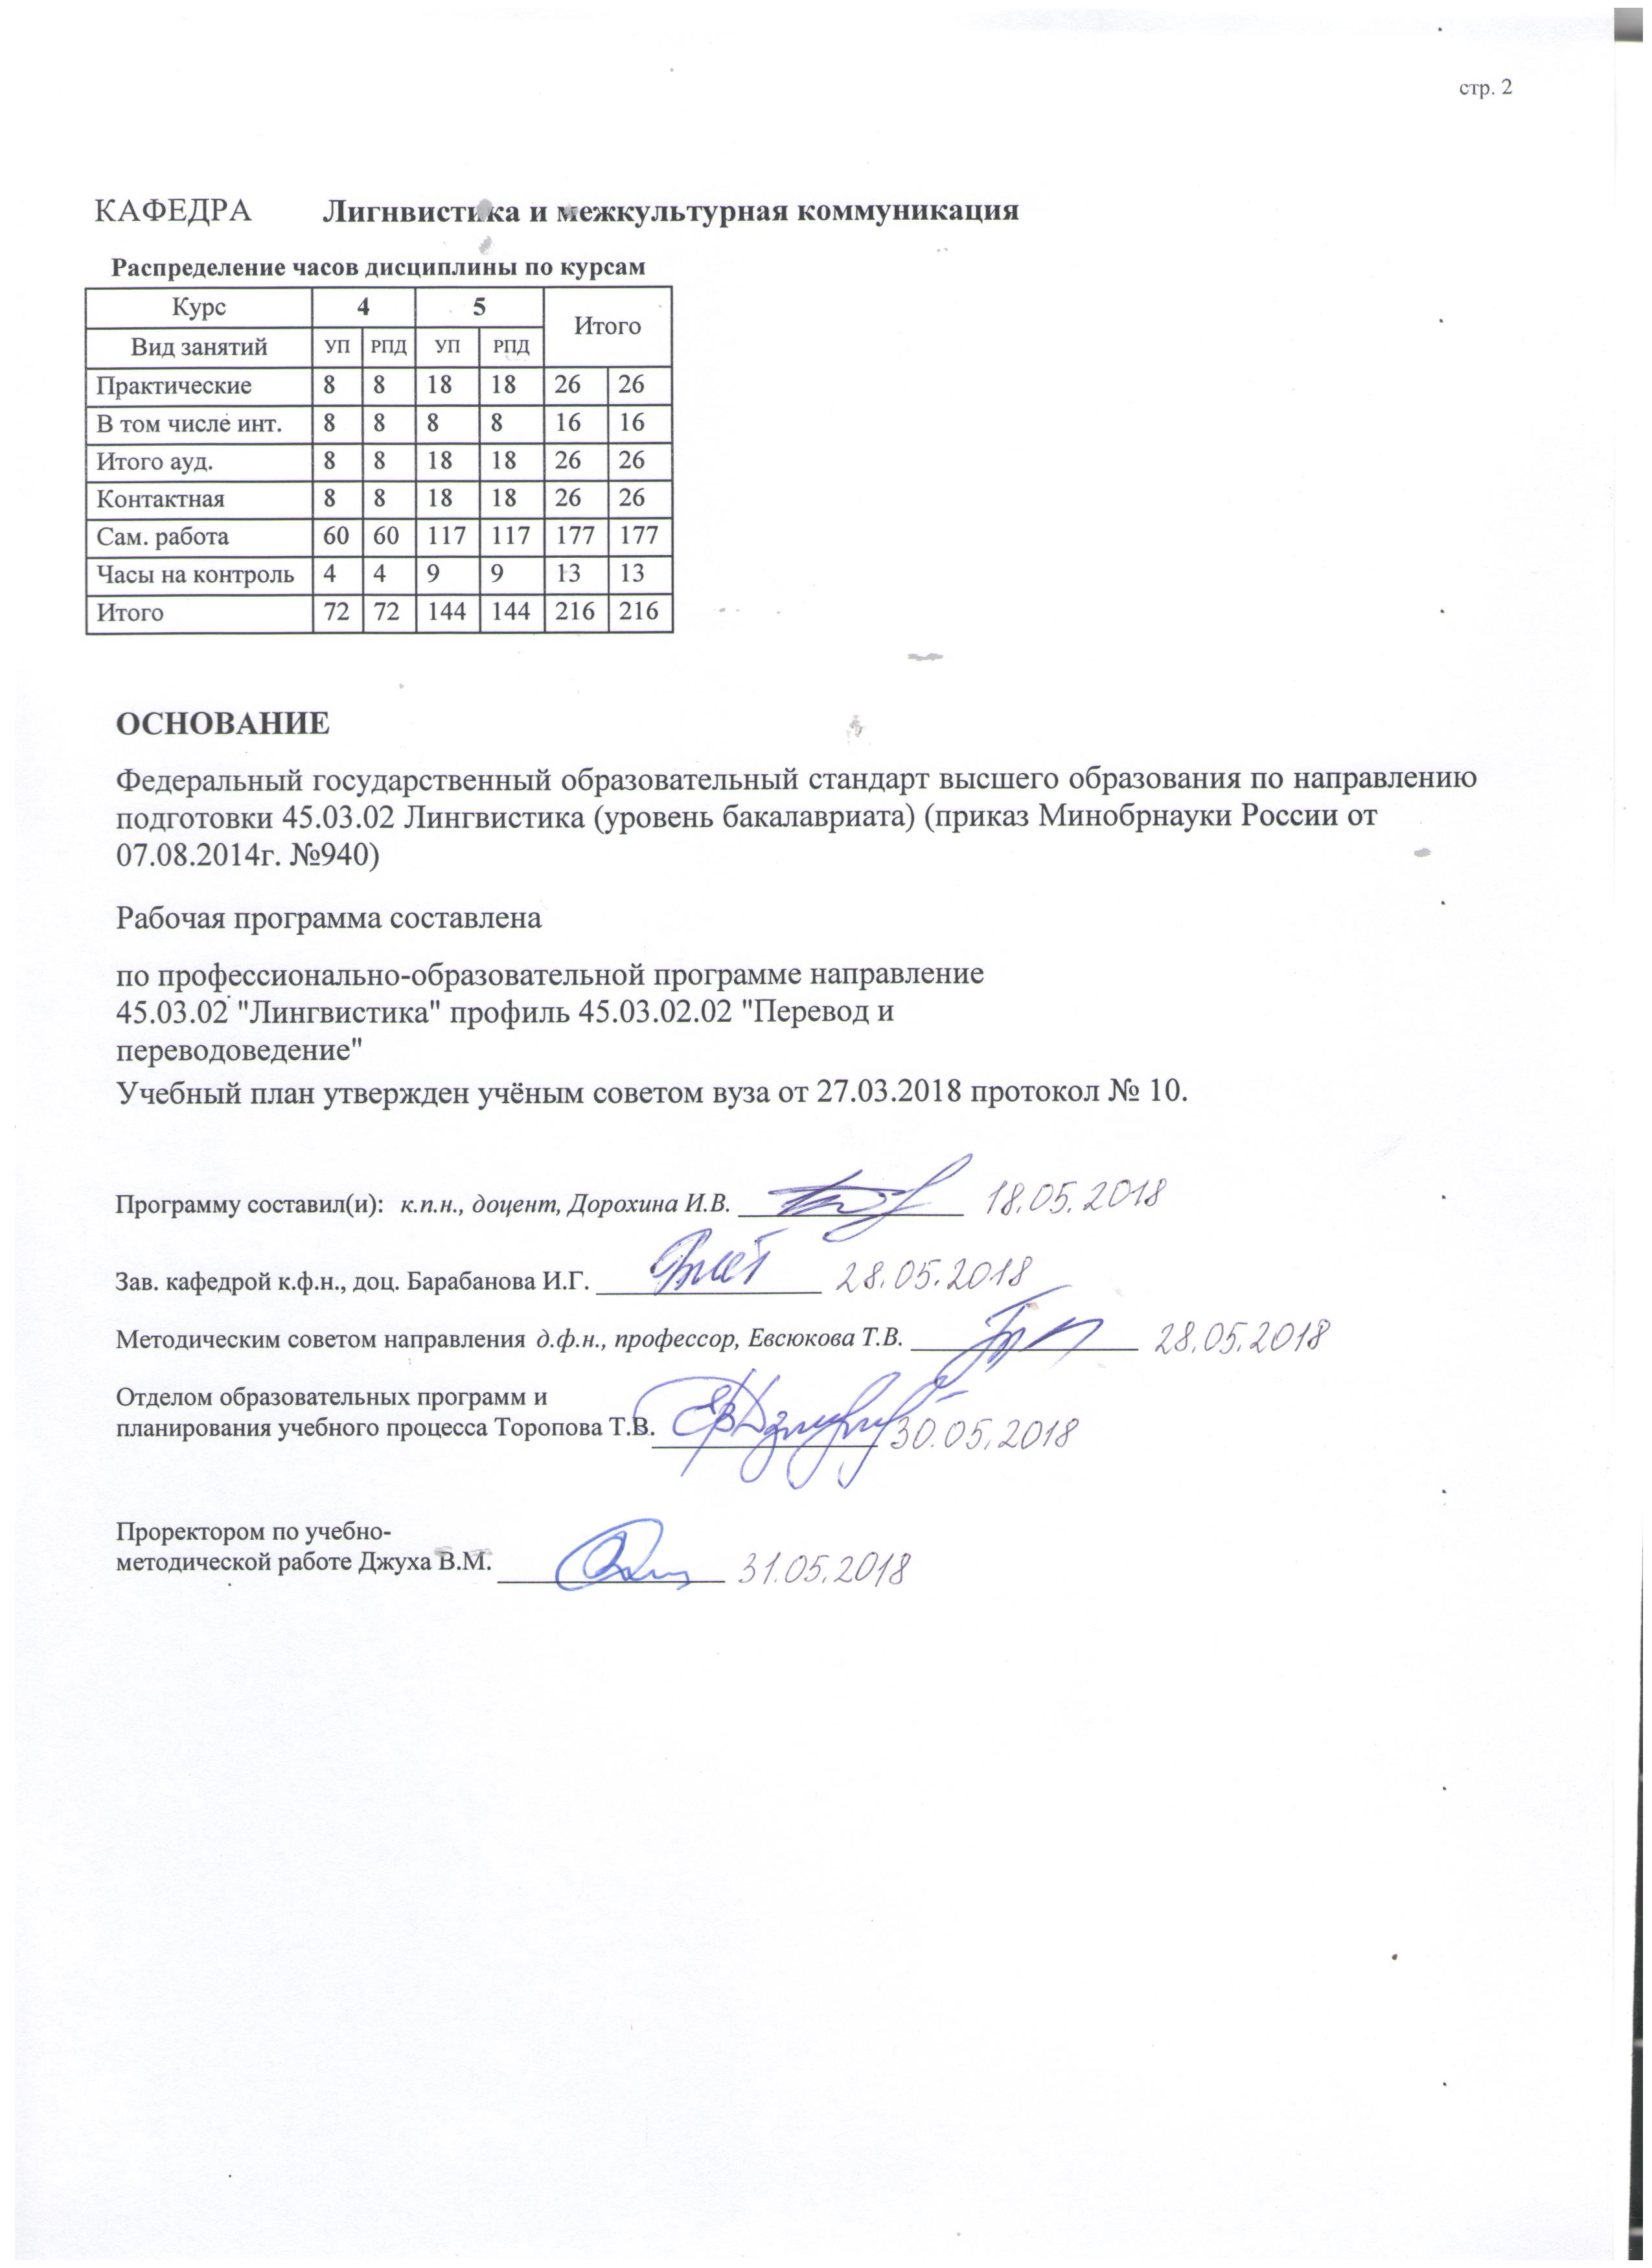 стр. 2
КАФЕДРА Лигнвистика и межкультурная коммуникация
Распределение часов дисциплины по курсам
Курс 4 5 Итого
Вид занятий УП РПД УП РПД
Практические 8 8 18 18 26 26
В том числе инт. 8 8 8 8 16 16
Итого ауд. 8 8 18 18 26 26
Контактная 8 8 18 18 26 26
Сам. работа 60 60 117 117 177 177
Часы на контроль 4 4 9 9 13 13
Итого 72 72 144 144 216 216
ОСНОВАНИЕ
Федеральный государственный образовательный стандарт высшего образования по направлению
подготовки 45.03.02 Лингвистика (уровень бакалавриата) (приказ Минобрнауки России от
07.08.2014г. №940)
Рабочая программа составлена
по профессионально-образовательной программе направление
45.03.02 "Лингвистика" профиль 45.03.02.02 "Перевод и
переводоведение"
Учебный план утвержден учёным советом вуза от 27.03.2018 протокол № 10.
Программу составил(и): к.п.н., доцент, Дорохина И.В. 18.05.2018
Зав. кафедрой к.ф.н., доц. Барабанова И.Г. 28.05.2018
Методическим советом направления д.ф.н., профессор, Евсюкова Т.В. 28.05.2018
Отделом образовательных программ и
планирования учебного процесса Торопова Т.В. 30.05.2018
Проректором по учебно-
методической работе Джуха В.М. 31.05.2018